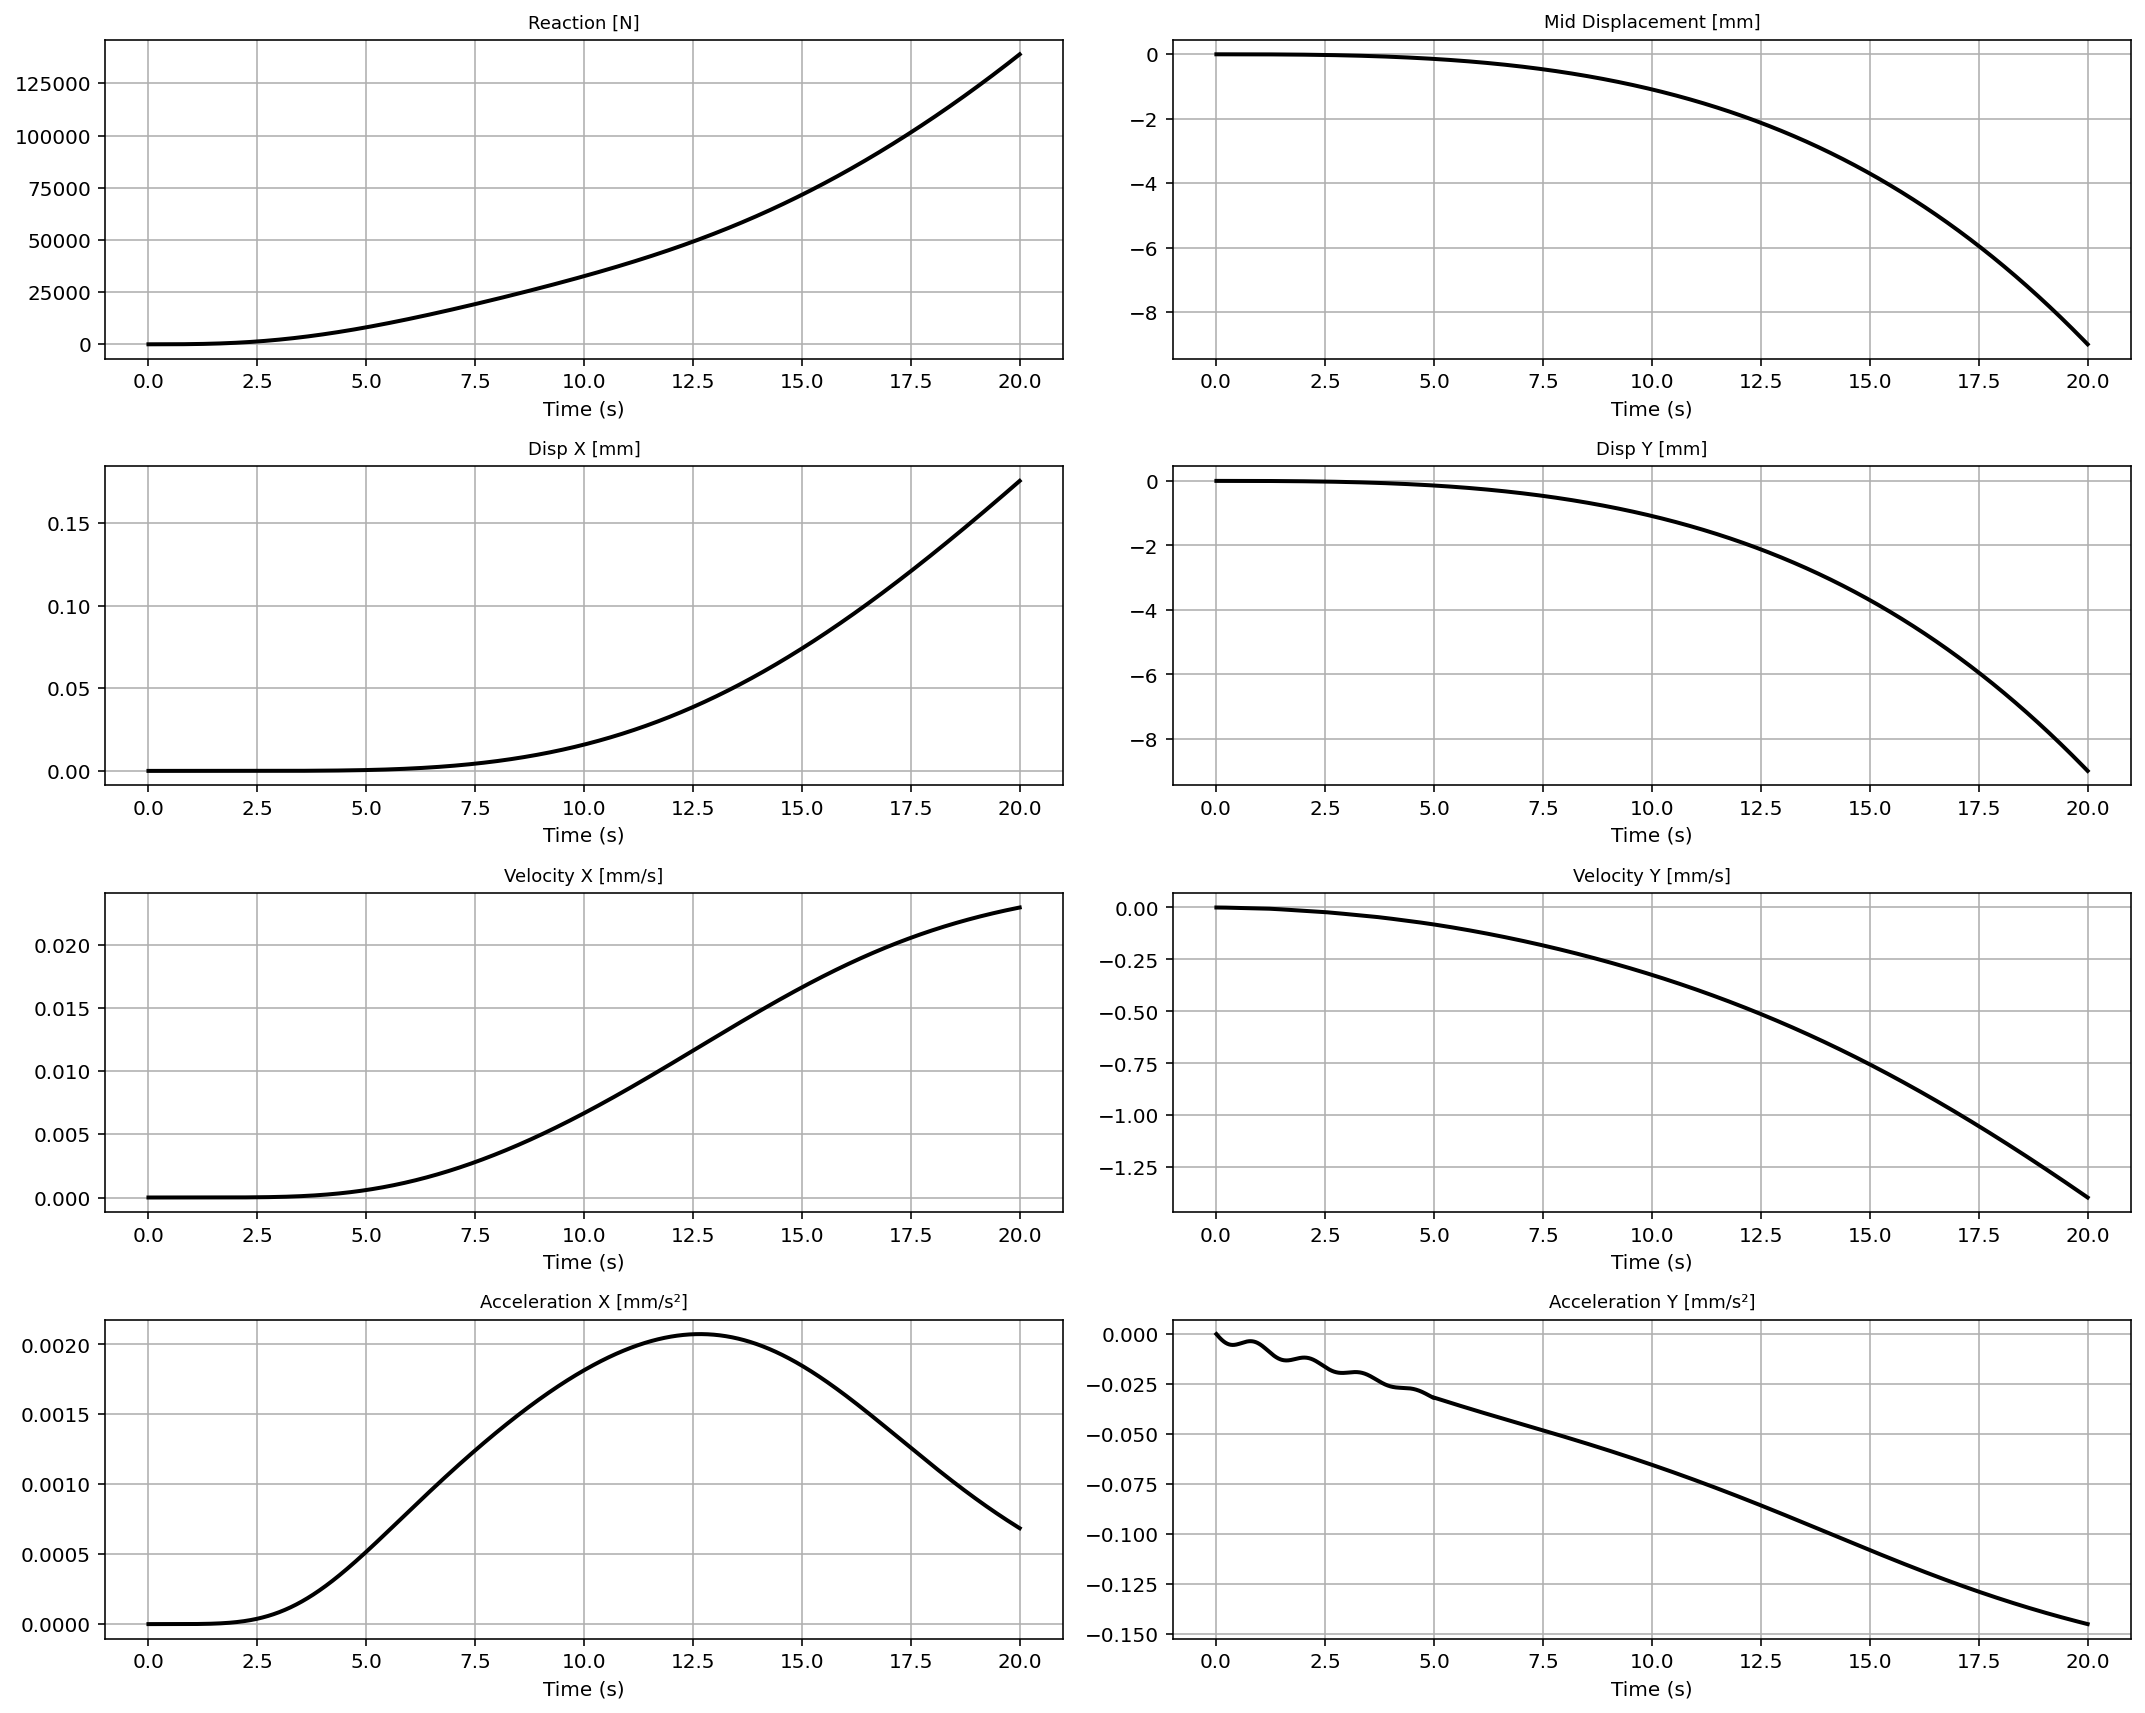 Reaction [N]
125000
100000
75000
50000
25000
0
0.0 2.5 5.0 7.5 10.0 12.5 15.0 17.5 20.0
Time (s)
Mid Displacement [mm]
0
−2
−4
−6
−8
0.0 2.5 5.0 7.5 10.0 12.5 15.0 17.5 20.0
Time (s)
Disp X [mm]
0.15
0.10
0.05
0.00
0.0 2.5 5.0 7.5 10.0 12.5 15.0 17.5 20.0
Time (s)
Disp Y [mm]
0
−2
−4
−6
−8
0.0 2.5 5.0 7.5 10.0 12.5 15.0 17.5 20.0
Time (s)
Velocity X [mm/s]
0.020
0.015
0.010
0.005
0.000
0.0 2.5 5.0 7.5 10.0 12.5 15.0 17.5 20.0
Time (s)
Velocity Y [mm/s]
0.00
−0.25
−0.50
−0.75
−1.00
−1.25
0.0 2.5 5.0 7.5 10.0 12.5 15.0 17.5 20.0
Time (s)
Acceleration X [mm/s²]
0.0020
0.0015
0.0010
0.0005
0.0000
0.0 2.5 5.0 7.5 10.0 12.5 15.0 17.5 20.0
Time (s)
Acceleration Y [mm/s²]
0.000
−0.025
−0.050
−0.075
−0.100
−0.125
−0.150
0.0 2.5 5.0 7.5 10.0 12.5 15.0 17.5 20.0
Time (s)